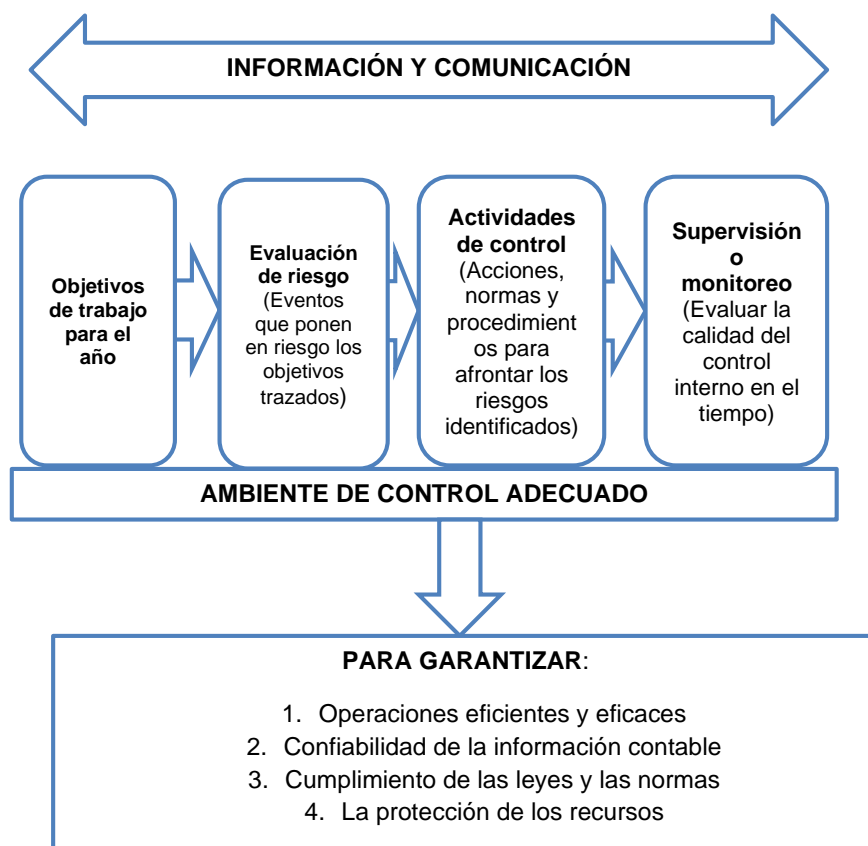 INFORMACIÓN Y COMUNICACIÓN
Objetivos
de trabajo
para el
año
Evaluación
de riesgo
(Eventos
que ponen
en riesgo los
objetivos
trazados)
Actividades
de control
(Acciones,
normas y
procedimient
os para
afrontar los
riesgos
identificados)
Supervisión
o
monitoreo
(Evaluar la
calidad del
control
interno en el
tiempo)
AMBIENTE DE CONTROL ADECUADO
PARA GARANTIZAR:
1. Operaciones eficientes y eficaces
2. Confiabilidad de la información contable
3. Cumplimiento de las leyes y las normas
4. La protección de los recursos